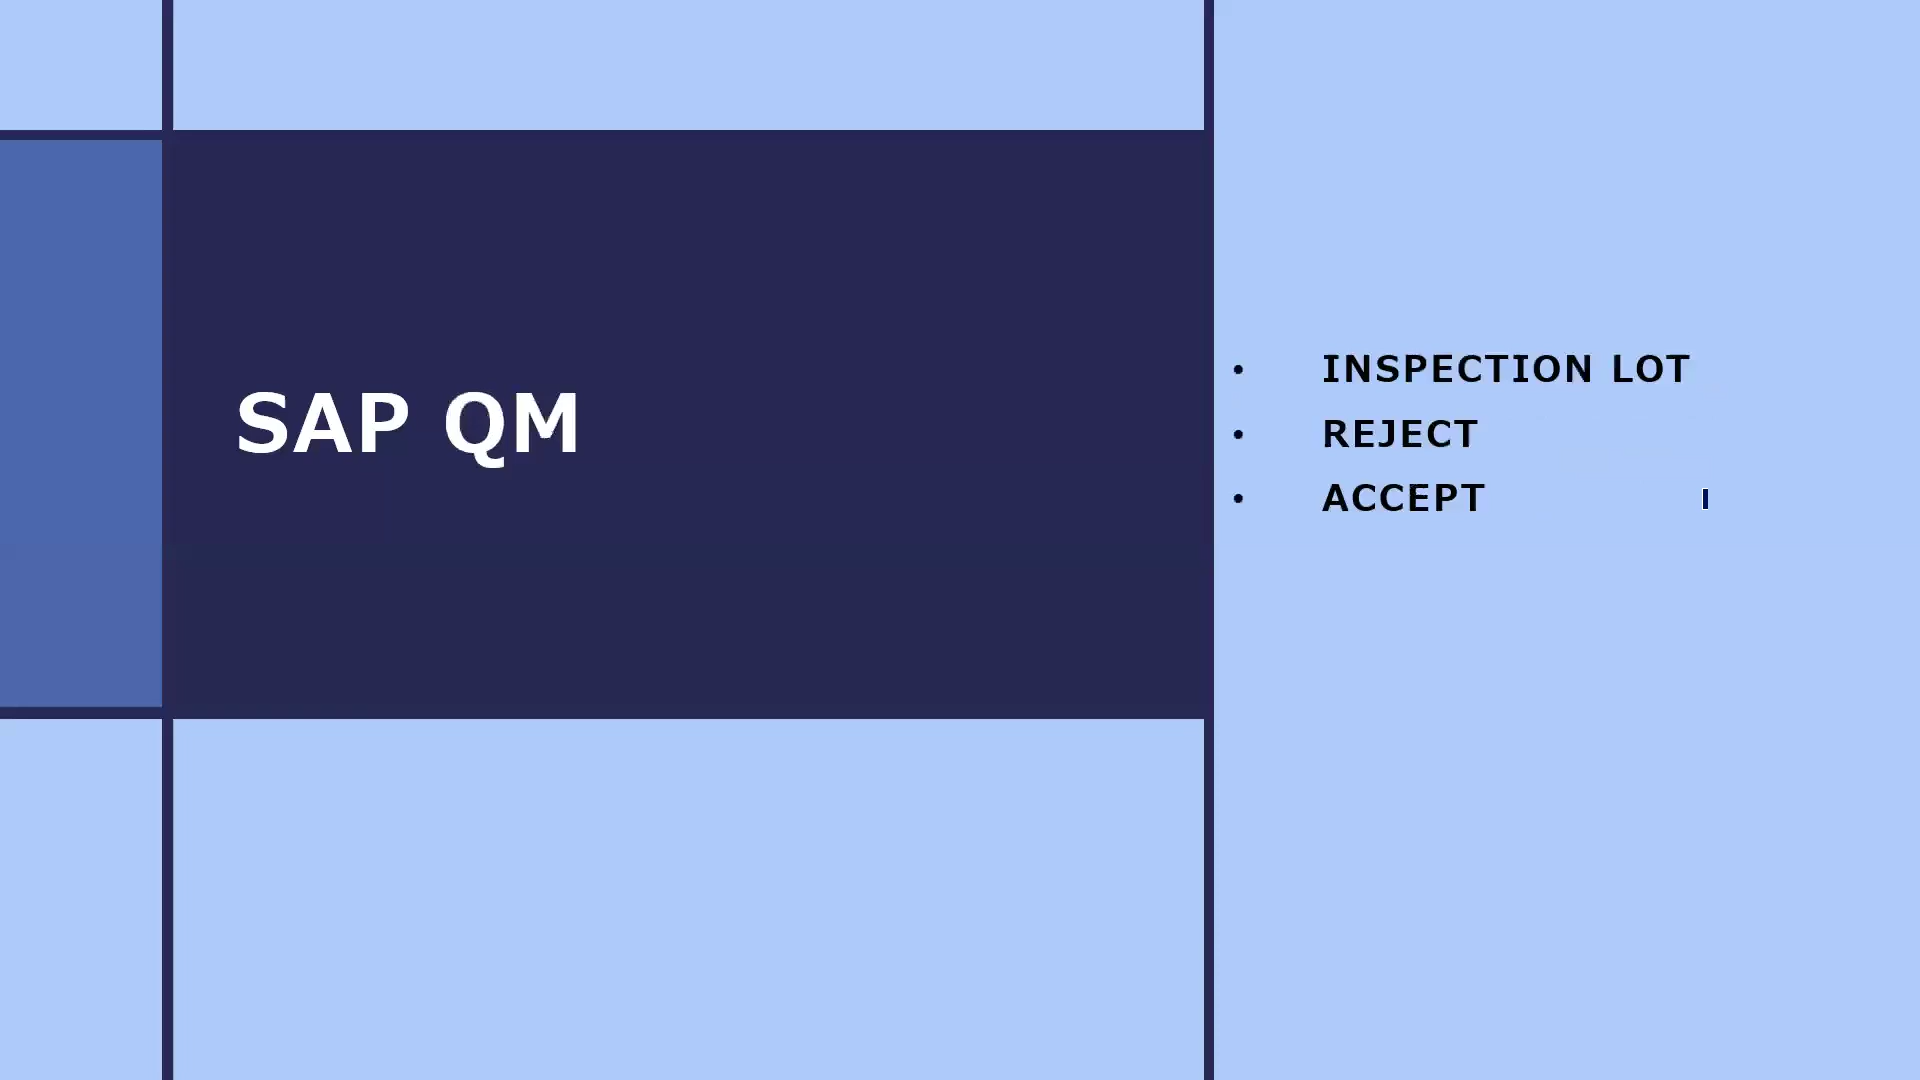 SAP QM
• INSPECTION LOT
• REJECT
• ACCEPT